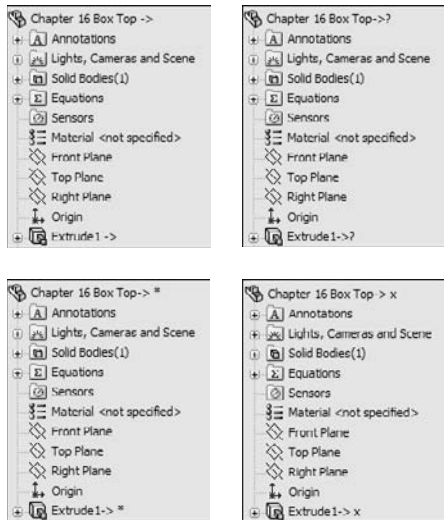 Chapter 16 Box Top ->
Annotations
Lights, Cameras and Scene
Solid Bodies(1)
Equations
Sensors
Material <not specified>
Front Plane
Top Plane
Right Plane
Origin
Extrude1 ->
Chapter 16 Box Top->?
Annotations
Lights, Cameras and Scene
Solid Bodies(1)
Equations
Sensors
Material <not specified>
Front Plane
Top Plane
Right Plane
Origin
Extrude1->?
Chapter 16 Box Top-> *
Annotations
Lights, Cameras and Scene
Solid Bodies(1)
Equations
Sensors
Material <not specified>
Front Plane
Top Plane
Right Plane
Origin
Extrude1-> *
Chapter 16 Box Top-> x
Annotations
Lights, Cameras and Scene
Solid Bodies(1)
Equations
Sensors
Material <not specified>
Front Plane
Top Plane
Right Plane
Origin
Extrude1-> x